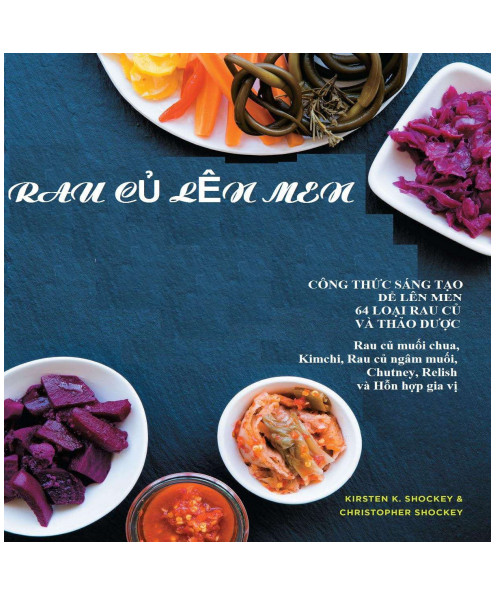 RAU CỦ LÊN MEN
CÔNG THỨC SÁNG TẠO
DỂ LÊN MEN
64 LOẠI RAU CỦ
VÀ THẢO DƯỢC
Rau củ muối chua,
Kimchi, Rau củ ngâm muối,
Chutney, Relish
và Hỗn hợp gia vị
KIRSTEN K. SHOCKEY &
CHRISTOPHER SHOCKEY